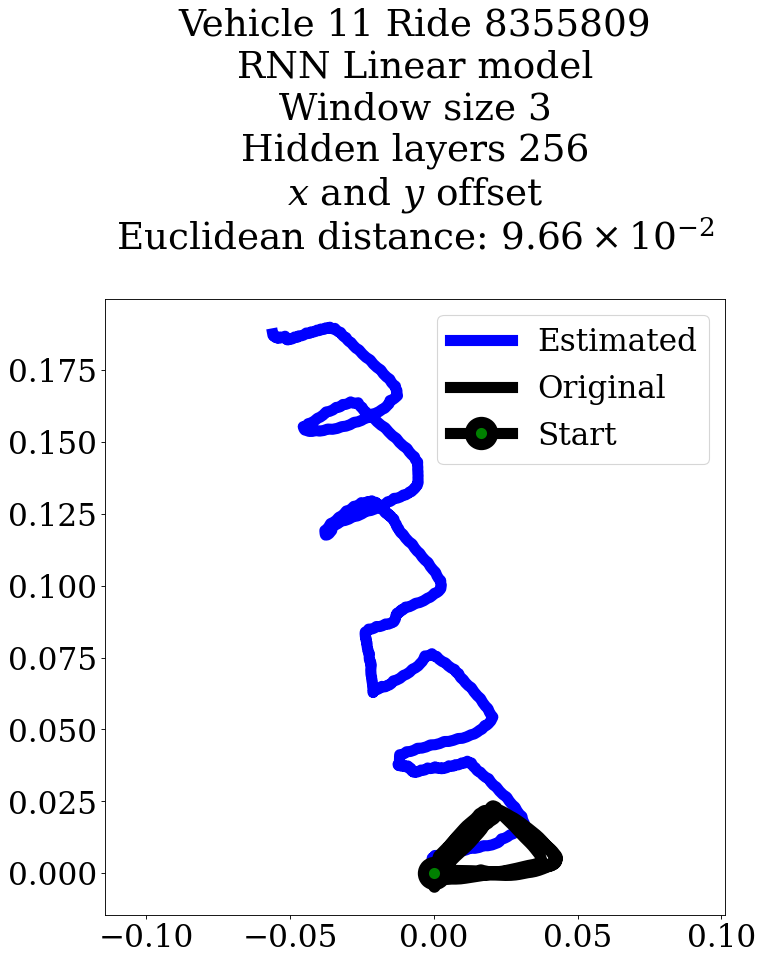 Vehicle 11 Ride 8355809
RNN Linear model
Window size 3
Hidden layers 256
x and y offset
Euclidean distance: 9.66 × 10⁻²
Estimated
Original
Start
0.175
0.150
0.125
0.100
0.075
0.050
0.025
0.000
−0.10 −0.05 0.00 0.05 0.10